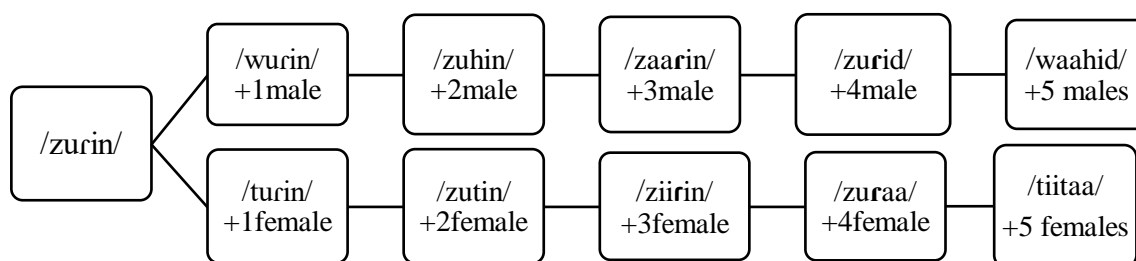 /zuɾin/
/wuɾin/
+1male
/zuhin/
+2male
/zaaɾin/
+3male
/zuɾid/
+4male
/waahid/
+5 males
/tuɾin/
+1female
/zutin/
+2female
/ziiɾin/
+3female
/zuɾaa/
+4female
/tiitaa/
+5 females